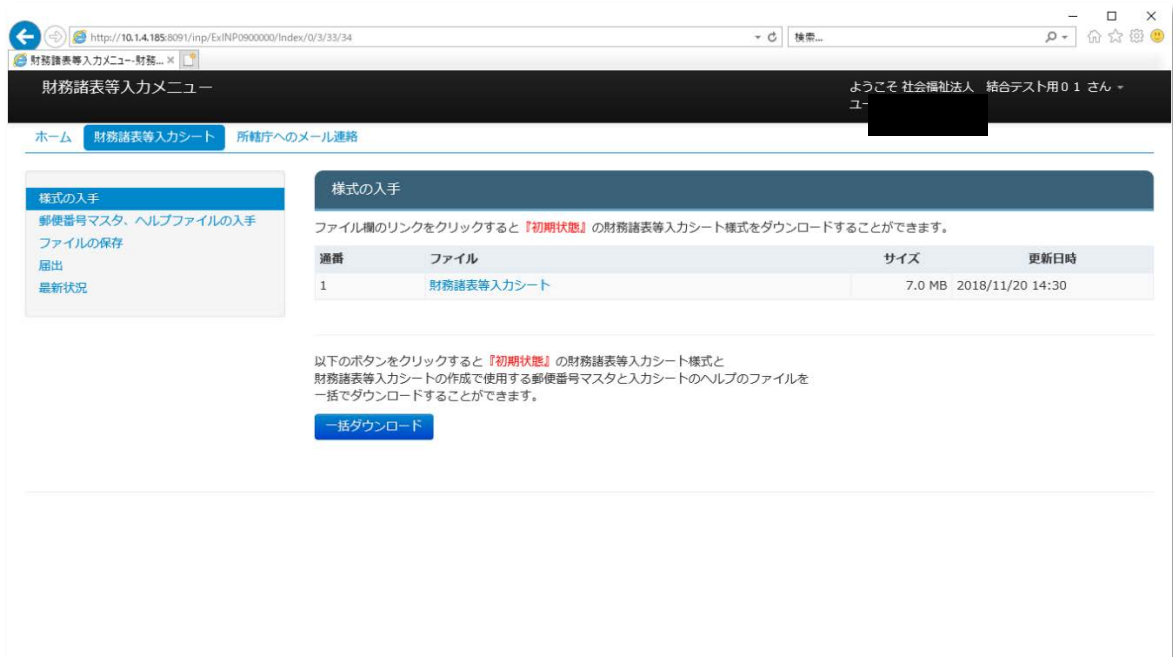 http://10.1.4.185:8091/inp/ExINP0900000/Index/0/3/33/34
検索...
財務諸表等入力メニュー-財務...
財務諸表等入力メニュー
ようこそ 社会福祉法人 結合テスト用０１ さん
ユー
ホーム
財務諸表等入力シート
所轄庁へのメール連絡
様式の入手
郵便番号マスタ、ヘルプファイルの入手
ファイルの保存
届出
最新状況
様式の入手
ファイル欄のリンクをクリックすると『初期状態』の財務諸表等入力シート様式をダウンロードすることができます。
通番 ファイル サイズ 更新日時
1 財務諸表等入力シート 7.0 MB 2018/11/20 14:30
以下のボタンをクリックすると『初期状態』の財務諸表等入力シート様式と
財務諸表等入力シートの作成で使用する郵便番号マスタと入力シートのヘルプのファイルを
一括でダウンロードすることができます。
一括ダウンロード